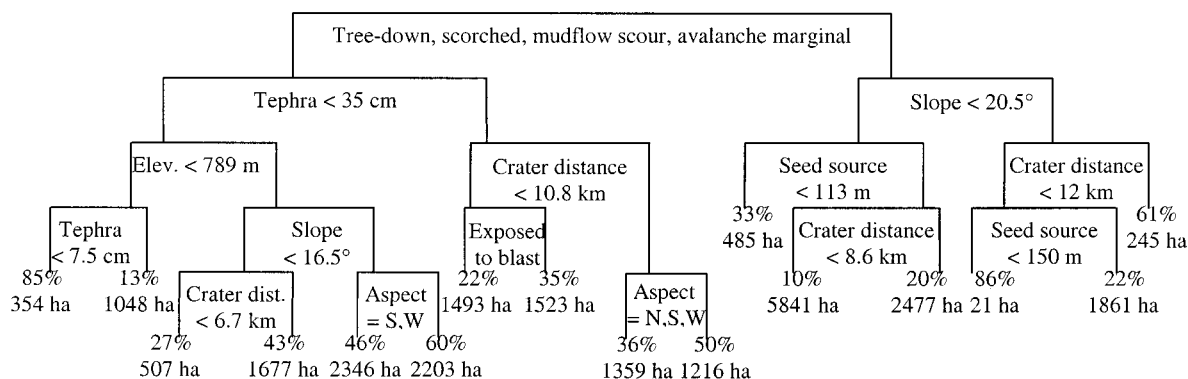 Tree-down, scorched, mudflow scour, avalanche marginal
Tephra < 35 cm
Slope < 20.5°
Elev. < 789 m
Crater distance
< 10.8 km
Seed source
< 113 m
Crater distance
< 12 km
Tephra
< 7.5 cm
Slope
< 16.5°
Exposed
to blast
33%
485 ha
Crater distance
< 8.6 km
Seed source
< 150 m
61%
245 ha
85%
354 ha
13%
1048 ha
Crater dist.
< 6.7 km
Aspect
= S,W
22%
1493 ha
35%
1523 ha
Aspect
= N,S,W
10%
5841 ha
20%
2477 ha
86%
21 ha
22%
1861 ha
27%
507 ha
43%
1677 ha
46%
2346 ha
60%
2203 ha
36%
1359 ha
50%
1216 ha